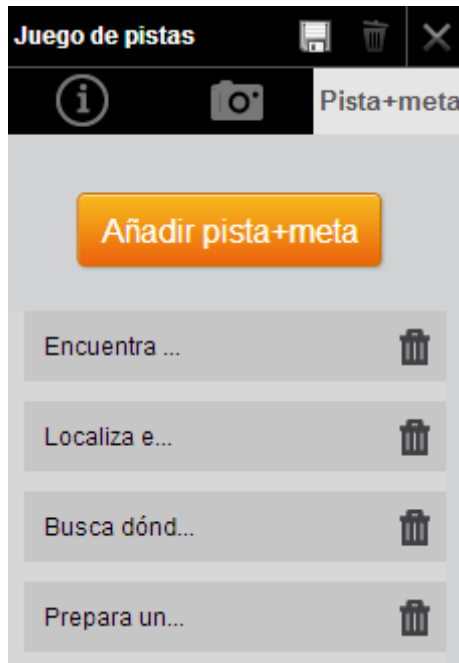 Juego de pistas
Pista+meta
Añadir pista+meta
Encuentra ...
Localiza e...
Busca dónd...
Prepara un...